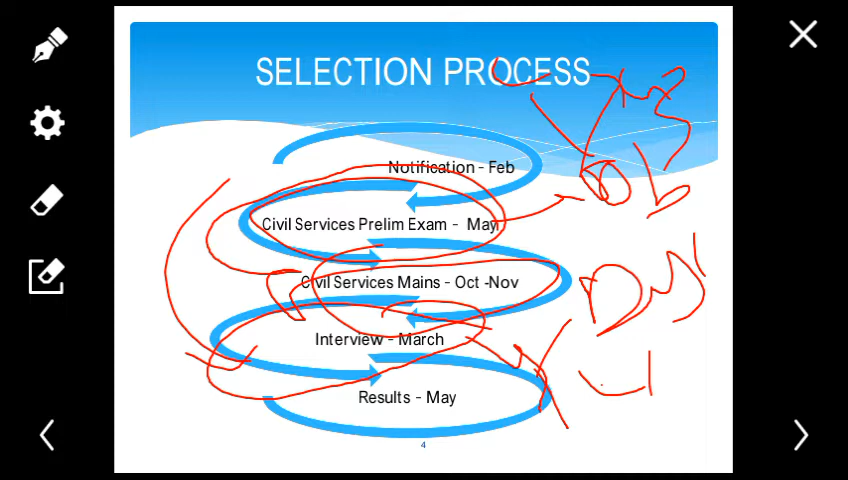 SELECTION PROCESS
Notification - Feb
Civil Services Prelim Exam - May
Civil Services Mains - Oct -Nov
Interview - March
Results - May
4